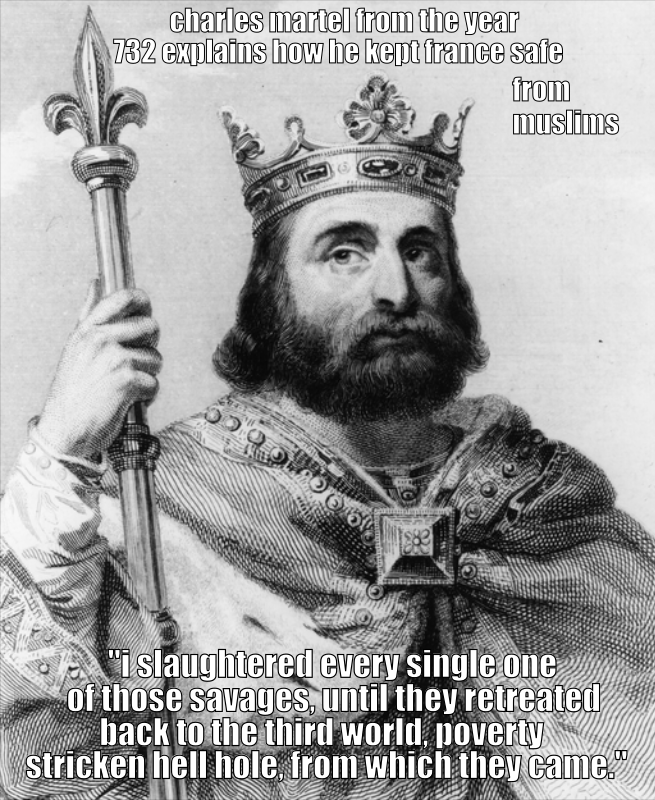 charles martel from the year
732 explains how he kept france safe
from
muslims
"i slaughtered every single one
of those savages, until they retreated
back to the third world, poverty
stricken hell hole, from which they came."